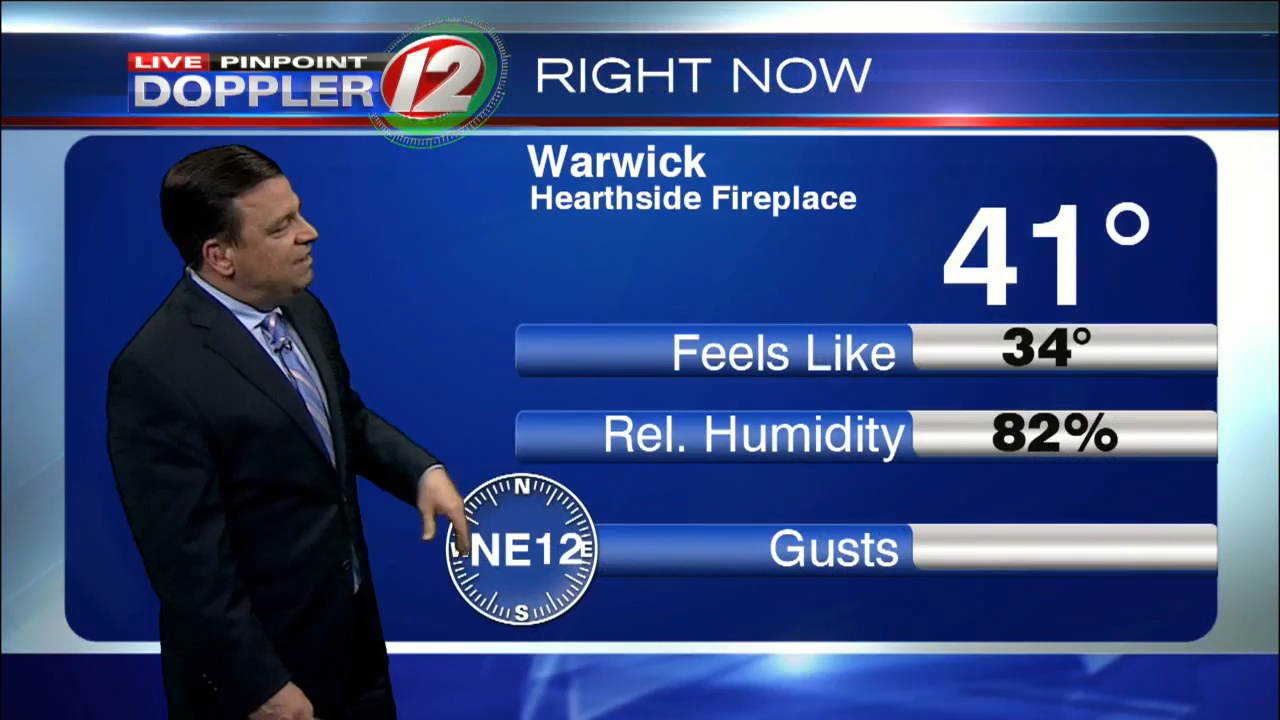 LIVE PINPOINT
DOPPLER 12
RIGHT NOW
Warwick
Hearthside Fireplace
41°
Feels Like 34°
Rel. Humidity 82%
N
NE12
E
S
Gusts